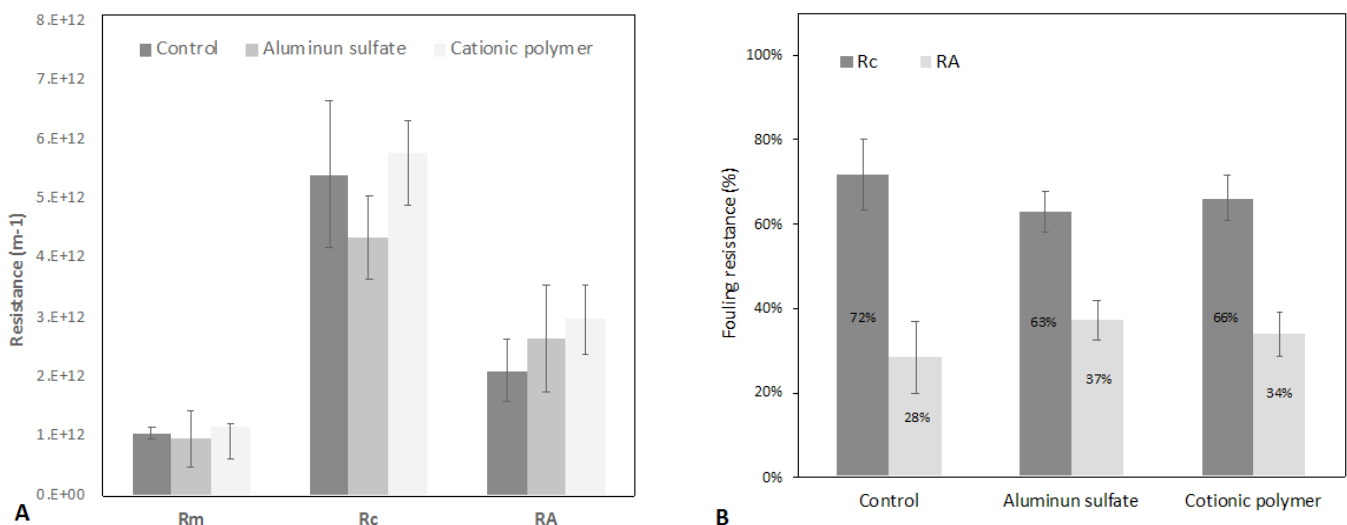 8.E+12
7.E+12
6.E+12
5.E+12
4.E+12
3.E+12
2.E+12
1.E+12
0.E+00
Resistance (m-1)
Control Aluminun sulfate Cationic polymer
Rm Rc RA
A
100%
80%
60%
40%
20%
0%
Fouling resistance (%)
Rc RA
72% 28% 63% 37% 66% 34%
Control Aluminun sulfate Cotionic polymer
B